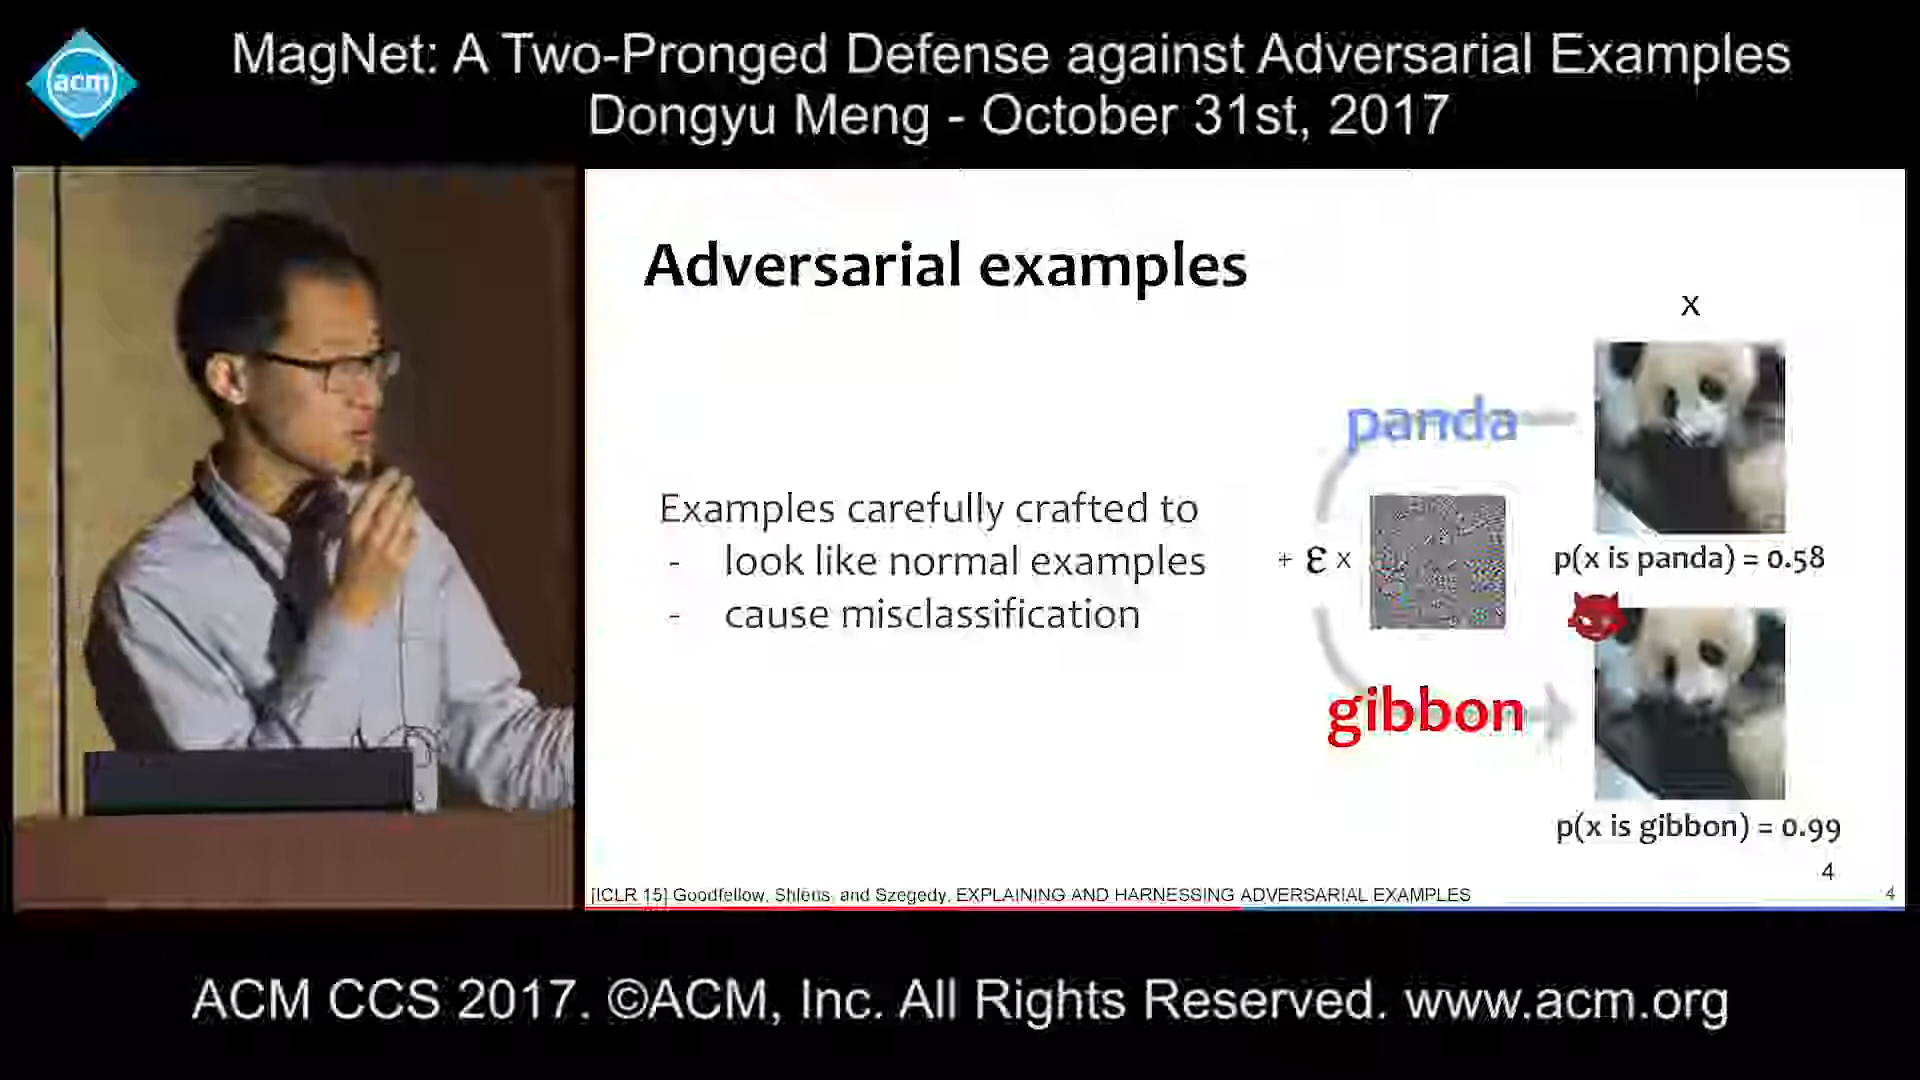 acm
MagNet: A Two-Pronged Defense against Adversarial Examples
Dongyu Meng - October 31st, 2017
Adversarial examples
Examples carefully crafted to
- look like normal examples
- cause misclassification
x
panda
+ ε x
p(x is panda) = 0.58
gibbon
p(x is gibbon) = 0.99
4
[ICLR 15] Goodfellow, Shlens, and Szegedy, EXPLAINING AND HARNESSING ADVERSARIAL EXAMPLES
4
ACM CCS 2017. ©ACM, Inc. All Rights Reserved. www.acm.org